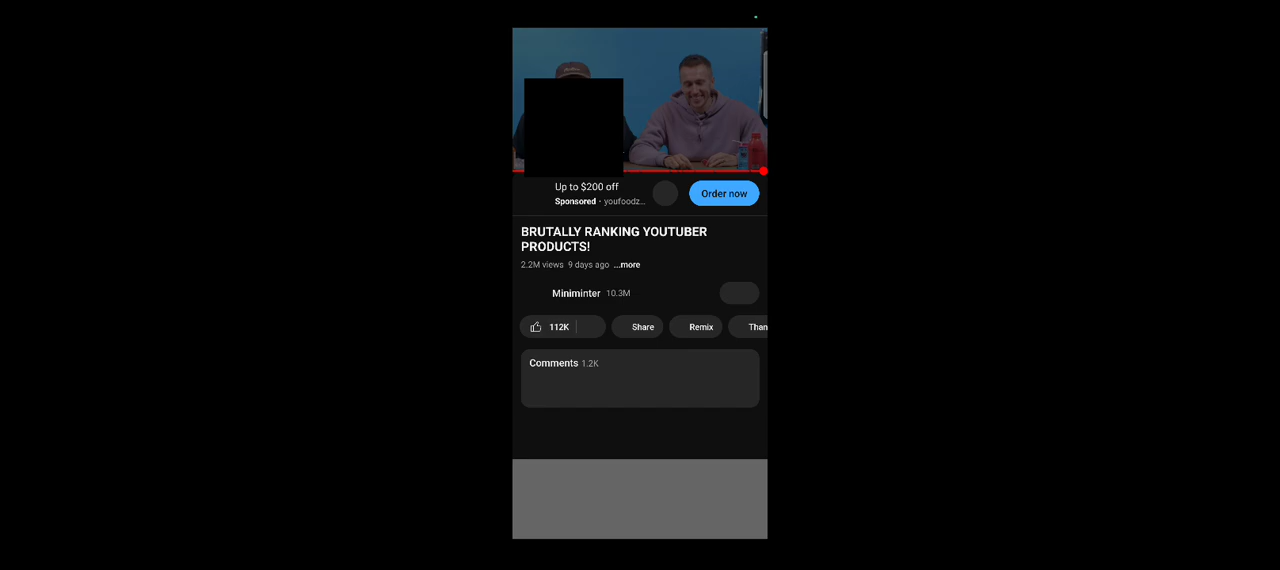 Up to $200 off
Sponsored · youfoodz...
Order now
BRUTALLY RANKING YOUTUBER
PRODUCTS!
2.2M views 9 days ago ...more
Miniminter 10.3M
112K
Share
Remix
Than
Comments 1.2K